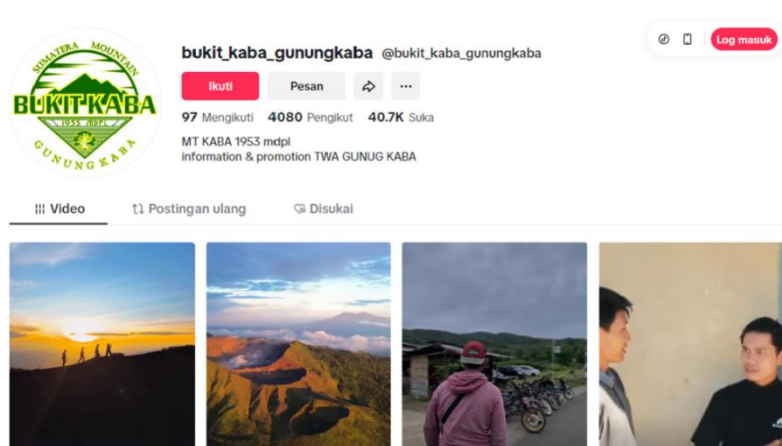 SUMATERA MOUNTAIN
BUKIT KABA
1953 mdpl
GUNUNG KABA
bukit_kaba_gunungkaba @bukit_kaba_gunungkaba
Log masuk
Ikuti Pesan
97 Mengikuti 4080 Pengikut 40.7K Suka
MT KABA 1953 mdpl
information & promotion TWA GUNUG KABA
Video Postingan ulang Disukai